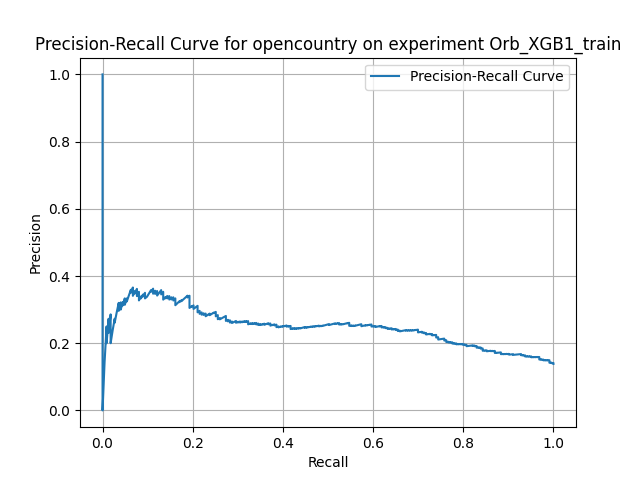 Precision-Recall Curve for opencountry on experiment Orb_XGB1_train
Precision-Recall Curve
1.0
0.8
0.6
0.4
0.2
0.0
Precision
0.0 0.2 0.4 0.6 0.8 1.0
Recall